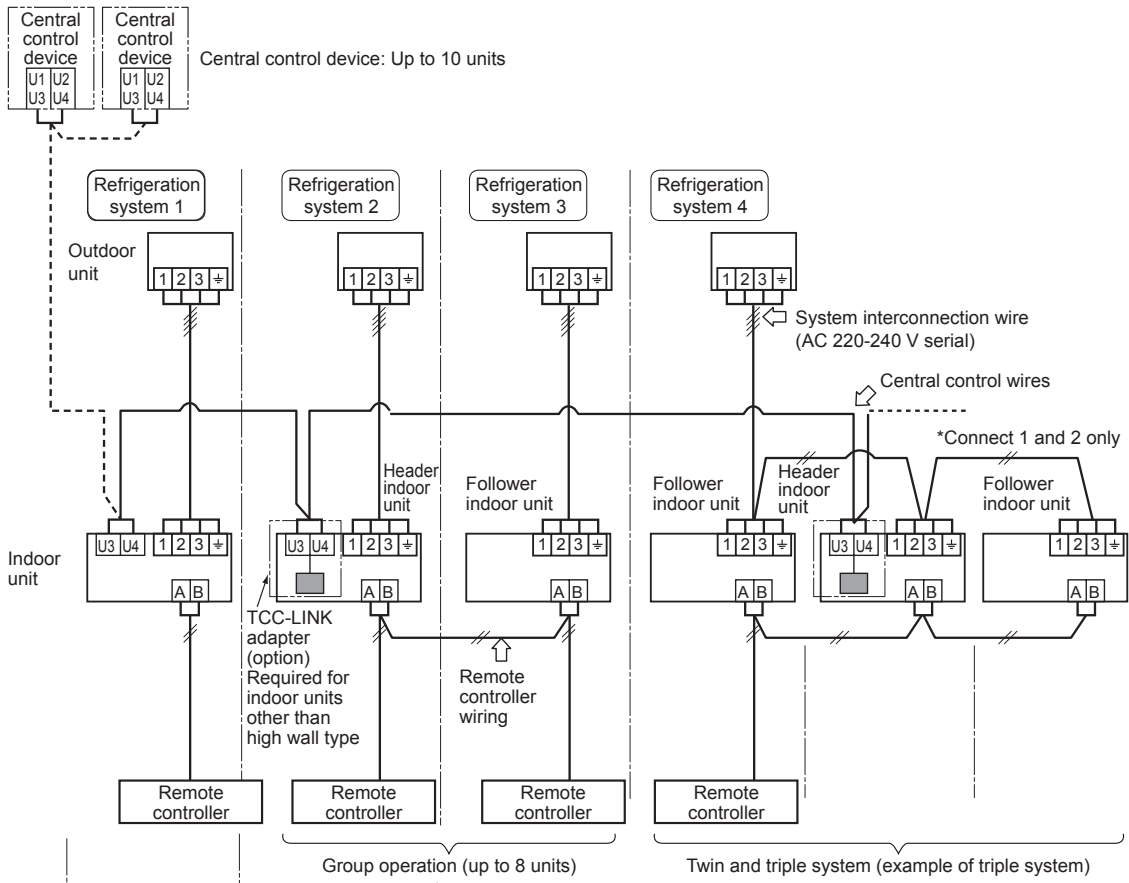 Central
control
device
U1 U2
U3 U4
Central
control
device
U1 U2
U3 U4
Central control device: Up to 10 units
Refrigeration
system 1
Refrigeration
system 2
Refrigeration
system 3
Refrigeration
system 4
Outdoor
unit
1 2 3 ⏚
1 2 3 ⏚
1 2 3 ⏚
1 2 3 ⏚
System interconnection wire
(AC 220-240 V serial)
Central control wires
*Connect 1 and 2 only
Header
indoor
unit
Follower
indoor unit
Follower
indoor unit
Header
indoor
unit
Follower
indoor unit
Indoor
unit
U3 U4
1 2 3 ⏚
A B
U3 U4
1 2 3 ⏚
A B
1 2 3 ⏚
A B
1 2 3 ⏚
A B
U3 U4
1 2 3 ⏚
A B
1 2 3 ⏚
A B
TCC-LINK
adapter
(option)
Required for
indoor units
other than
high wall type
Remote
controller
wiring
Remote
controller
Remote
controller
Remote
controller
Remote
controller
Group operation (up to 8 units)
Twin and triple system (example of triple system)